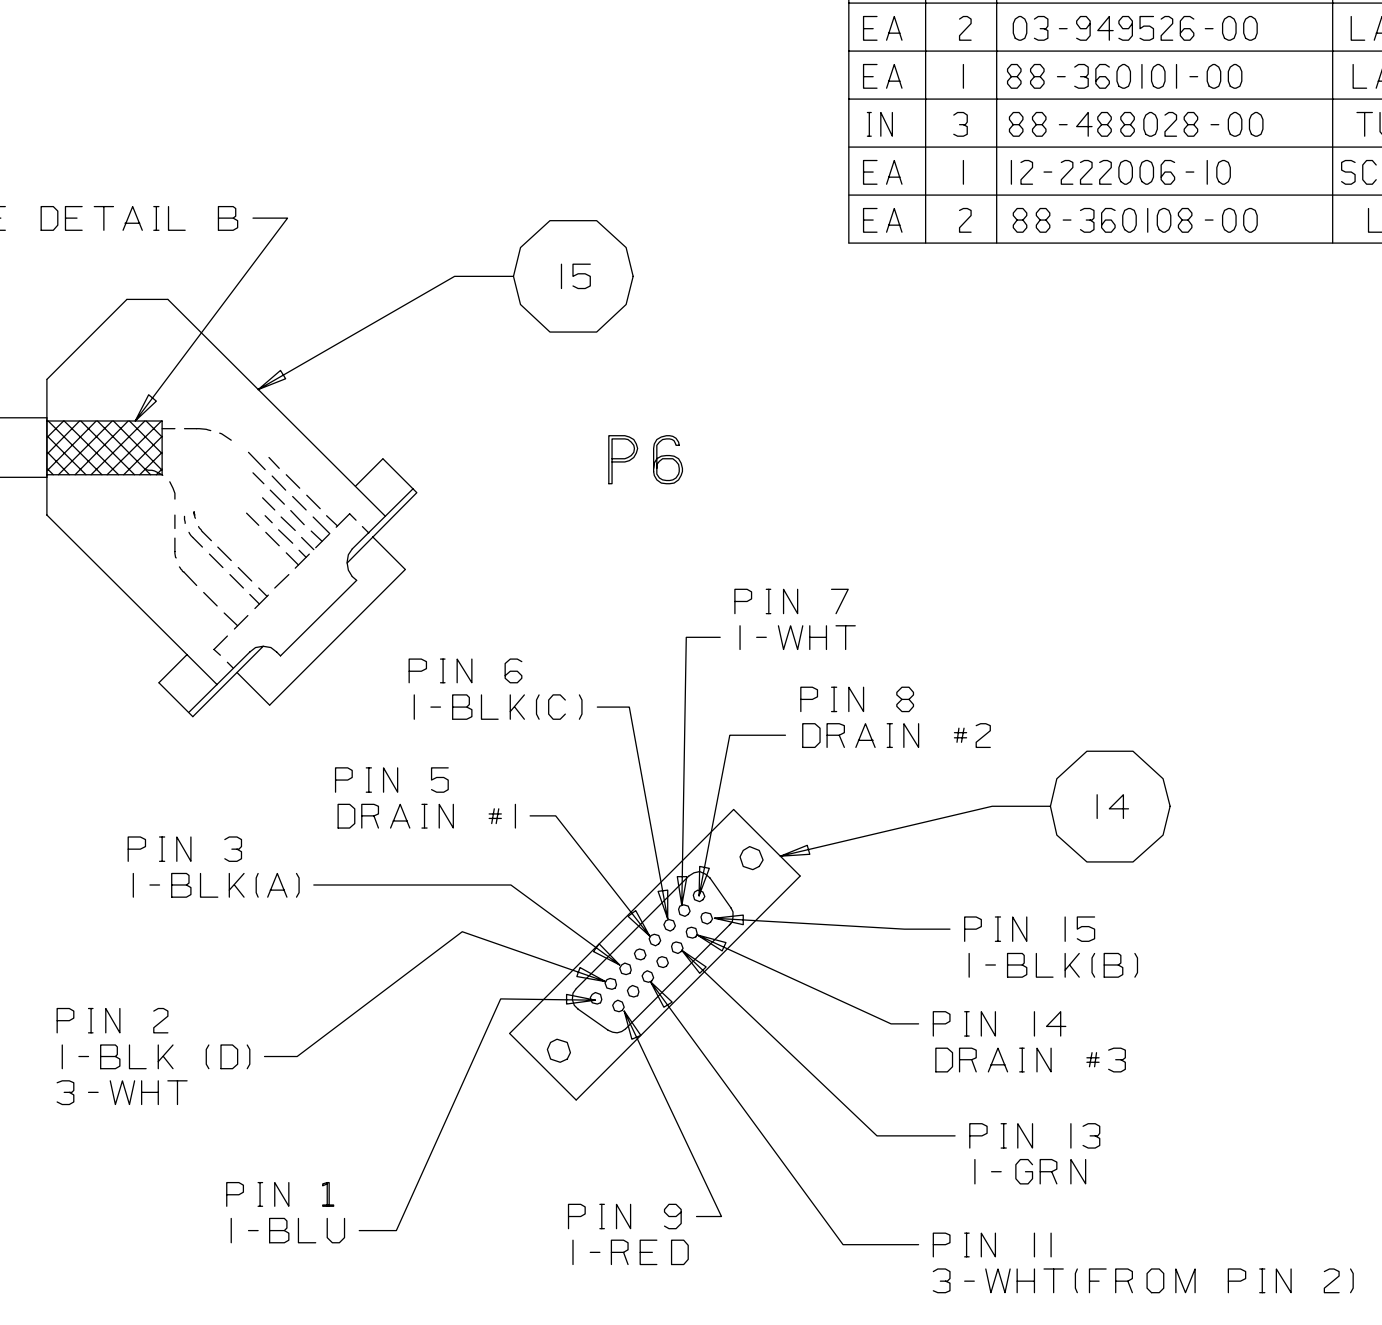 EA 2 03-949526-00 LA
EA 1 88-360101-00 LA
IN 3 88-488028-00 TU
EA 1 12-222006-10 SC
EA 2 88-360108-00 L
E DETAIL B
15
P6
PIN 7
1-WHT
PIN 6
1-BLK(C)
PIN 8
DRAIN #2
PIN 5
DRAIN #1
14
PIN 3
1-BLK(A)
PIN 15
1-BLK(B)
PIN 2
1-BLK (D)
3-WHT
PIN 14
DRAIN #3
PIN 13
1-GRN
PIN 1
1-BLU
PIN 9
1-RED
PIN 11
3-WHT(FROM PIN 2)